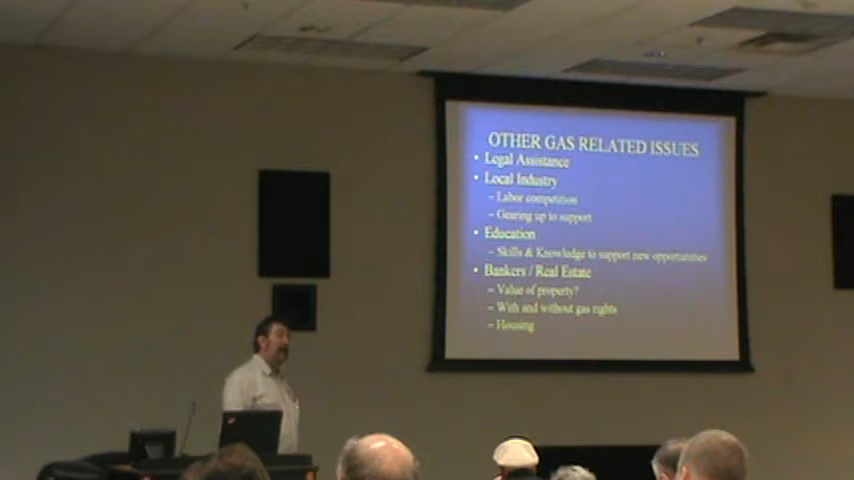 OTHER GAS RELATED ISSUES
• Legal Assistance
• Local Industry
– Labor competition
– Gearing up to support
• Education
– Skills & Knowledge to support new opportunities
• Bankers / Real Estate
– Value of property?
– With and without gas rights
– Housing